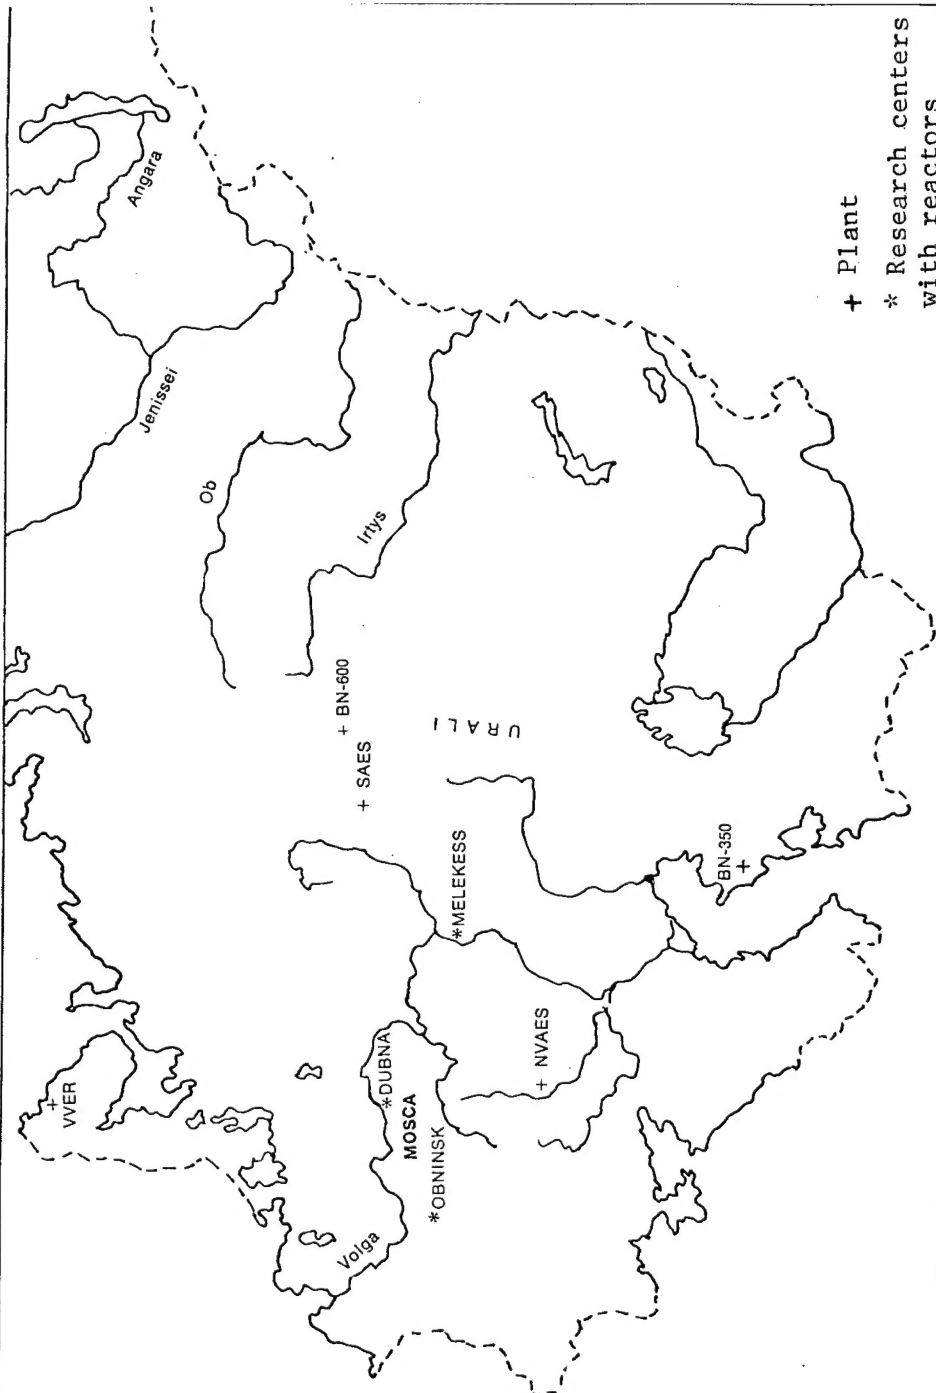 VVER
Angara
Jenissei
Ob
Irtys
+ BN-600
+ SAES
URALI
*MELEKESS
BN-350
+
+ NVAES
*DUBNA
MOSCA
*OBNINSK
Volga
+ Plant
* Research centers
with reactors